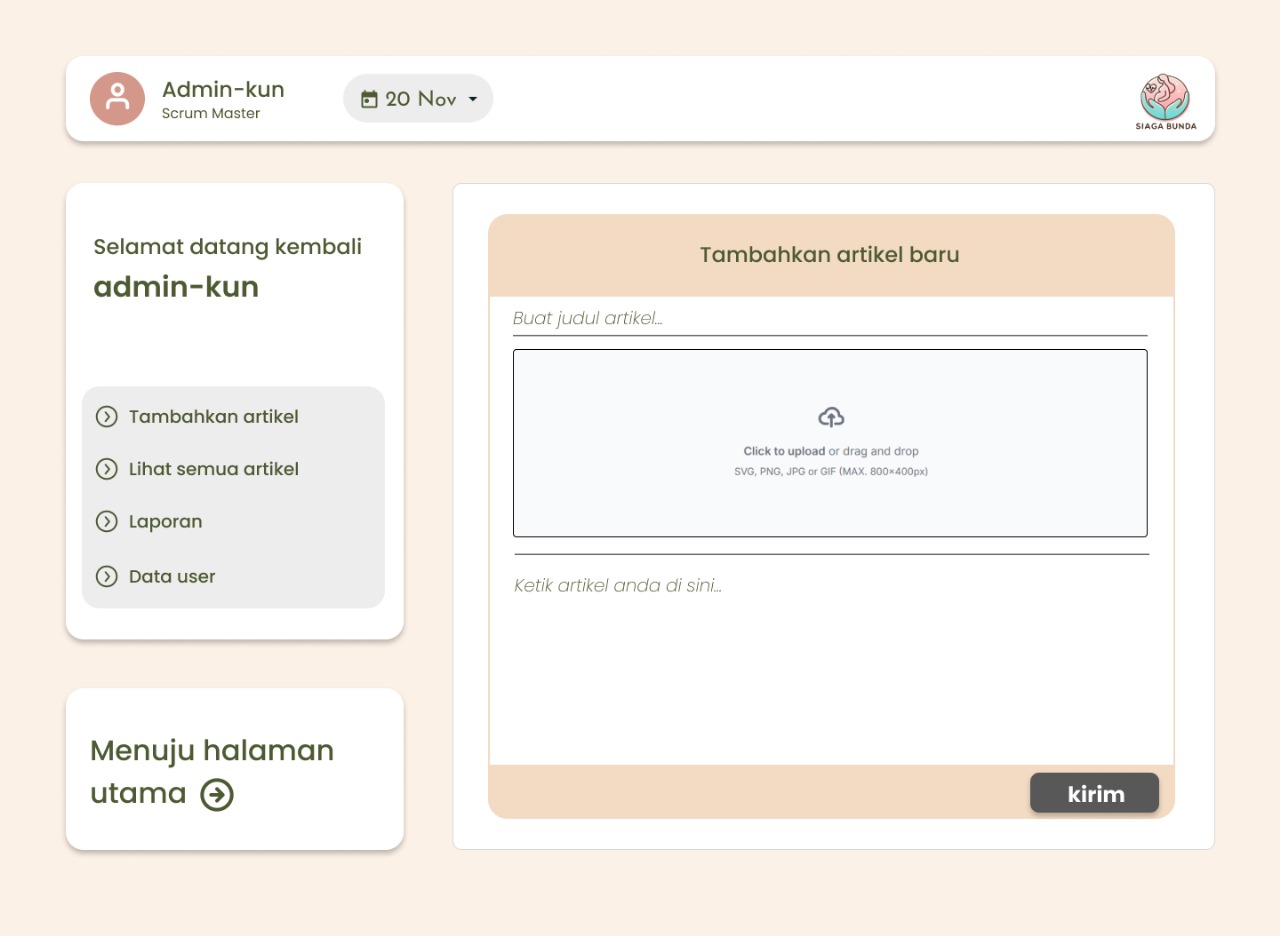 Admin-kun
Scrum Master
20 Nov
SIAGA BUNDA
Selamat datang kembali
admin-kun
Tambahkan artikel
Lihat semua artikel
Laporan
Data user
Menuju halaman
utama
Tambahkan artikel baru
Buat judul artikel...
Click to upload or drag and drop
SVG, PNG, JPG or GIF (MAX. 800x400px)
Ketik artikel anda di sini...
kirim